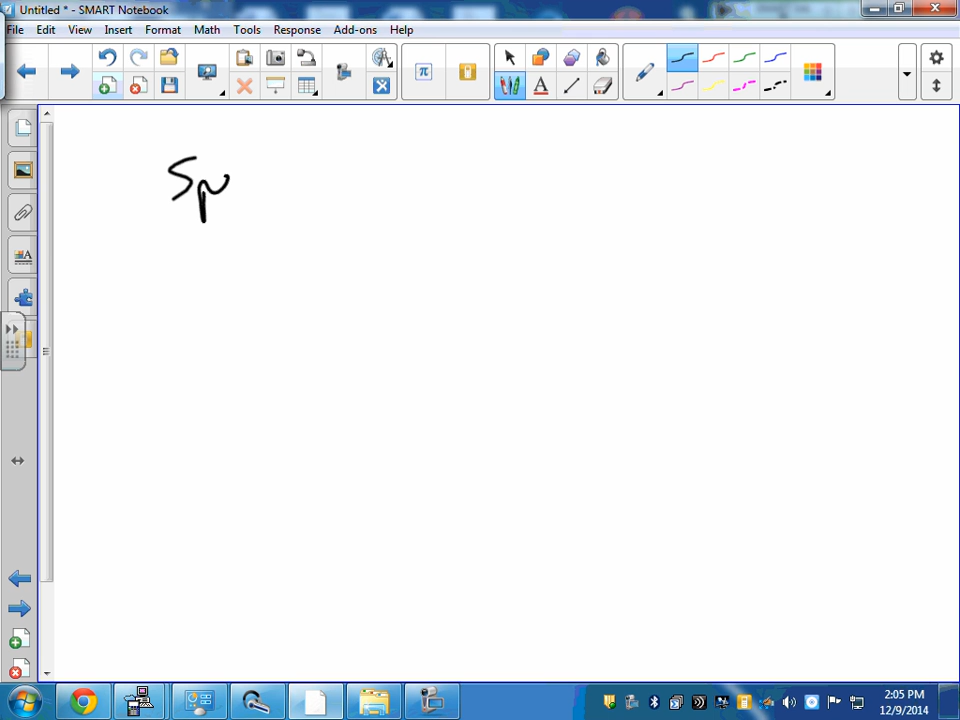 Untitled * - SMART Notebook
File Edit View Insert Format Math Tools Response Add-ons Help
π
A
Sp
2:05 PM
12/9/2014